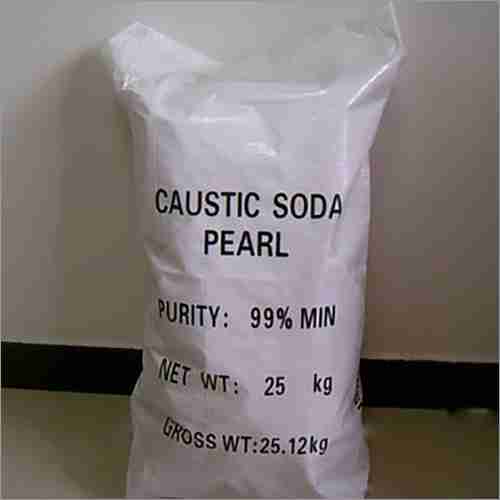 CAUSTIC SODA
PEARL
PURITY: 99% MIN
NET WT: 25 kg
GROSS WT:25.12kg